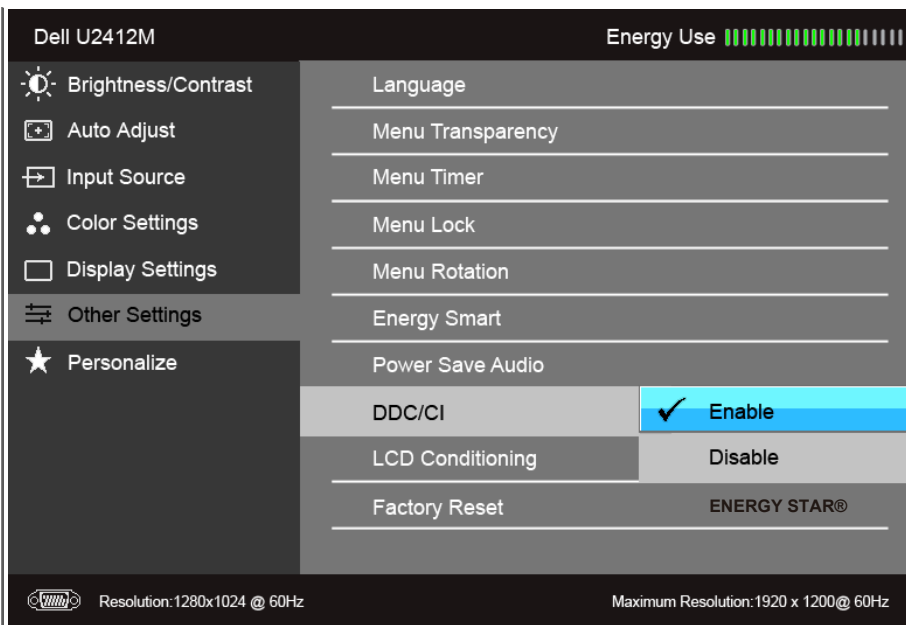 Dell U2412M
Energy Use
Brightness/Contrast
Auto Adjust
Input Source
Color Settings
Display Settings
Other Settings
Personalize
Language
Menu Transparency
Menu Timer
Menu Lock
Menu Rotation
Energy Smart
Power Save Audio
DDC/CI
Enable
Disable
LCD Conditioning
Factory Reset
ENERGY STAR®
Resolution:1280x1024 @ 60Hz
Maximum Resolution:1920 x 1200@ 60Hz